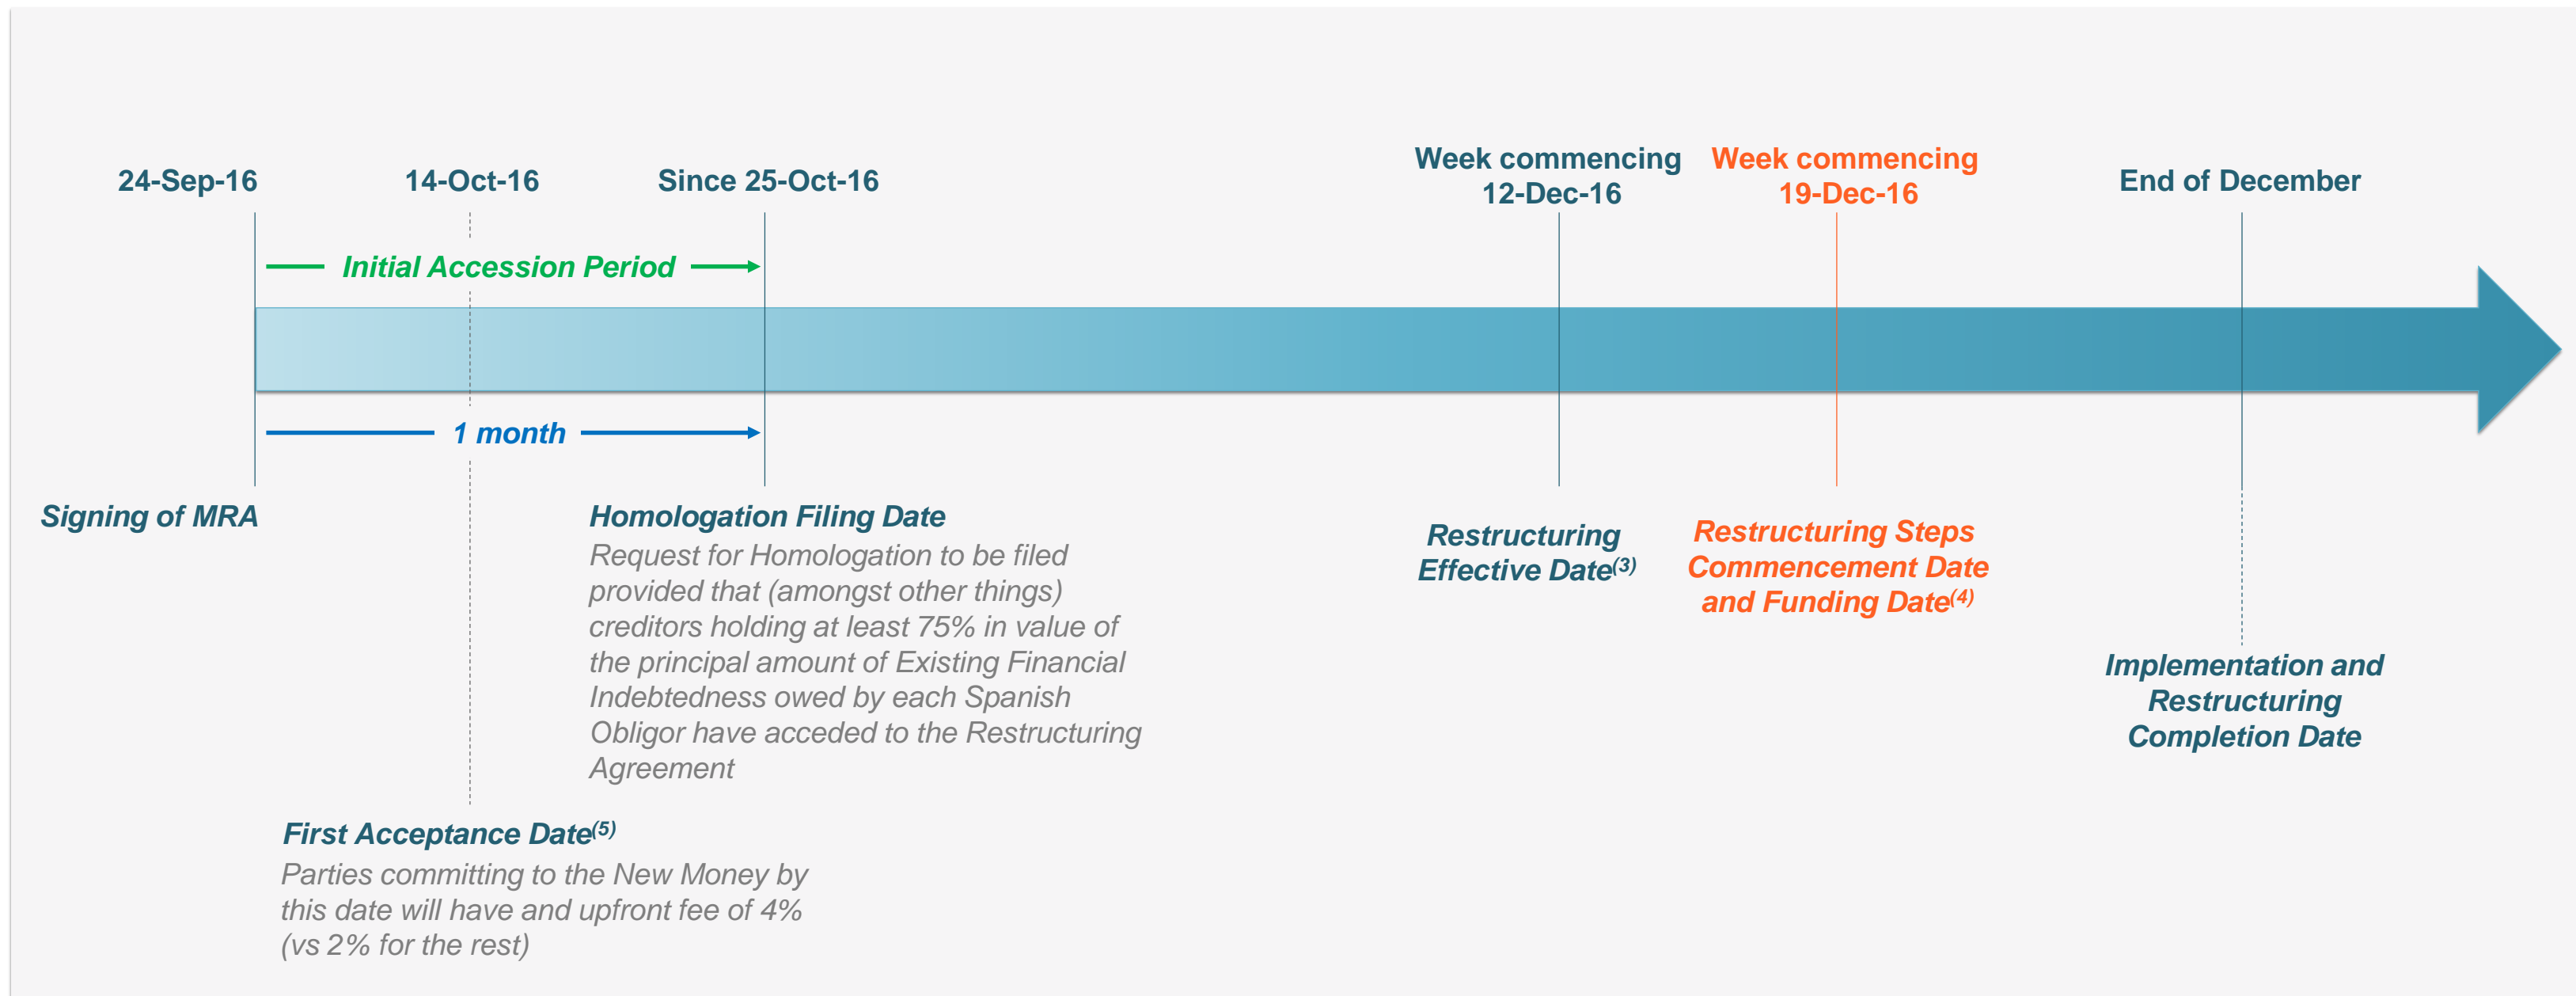 24-Sep-16
14-Oct-16
Since 25-Oct-16
Week commencing
12-Dec-16
Week commencing
19-Dec-16
End of December
Initial Accession Period
1 month
Signing of MRA
Homologation Filing Date
Request for Homologation to be filed
provided that (amongst other things)
creditors holding at least 75% in value of
the principal amount of Existing Financial
Indebtedness owed by each Spanish
Obligor have acceded to the Restructuring
Agreement
Restructuring
Effective Date(3)
Restructuring Steps
Commencement Date
and Funding Date(4)
Implementation and
Restructuring
Completion Date
First Acceptance Date(5)
Parties committing to the New Money by
this date will have and upfront fee of 4%
(vs 2% for the rest)